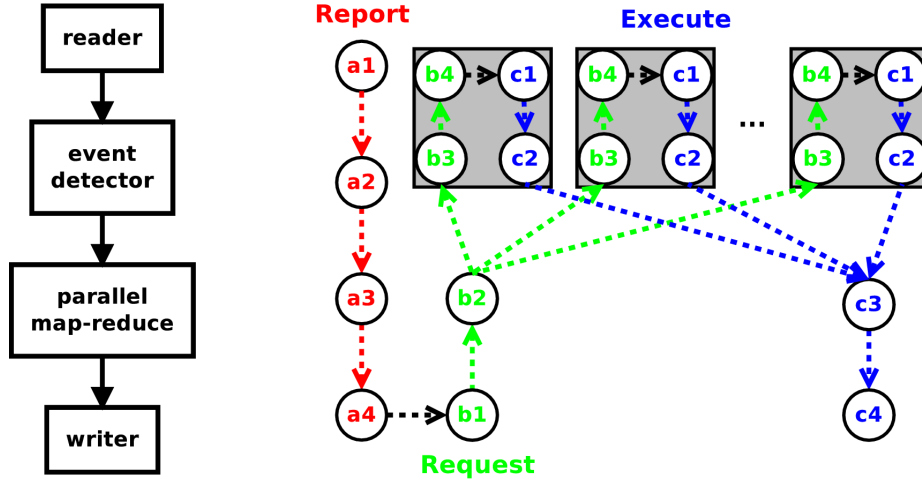 reader
event
detector
parallel
map-reduce
writer
Report
Execute
a1
b4
c1
b4
c1
b4
c1
...
b3
c2
b3
c2
b3
c2
a2
a3
b2
c3
a4
b1
c4
Request